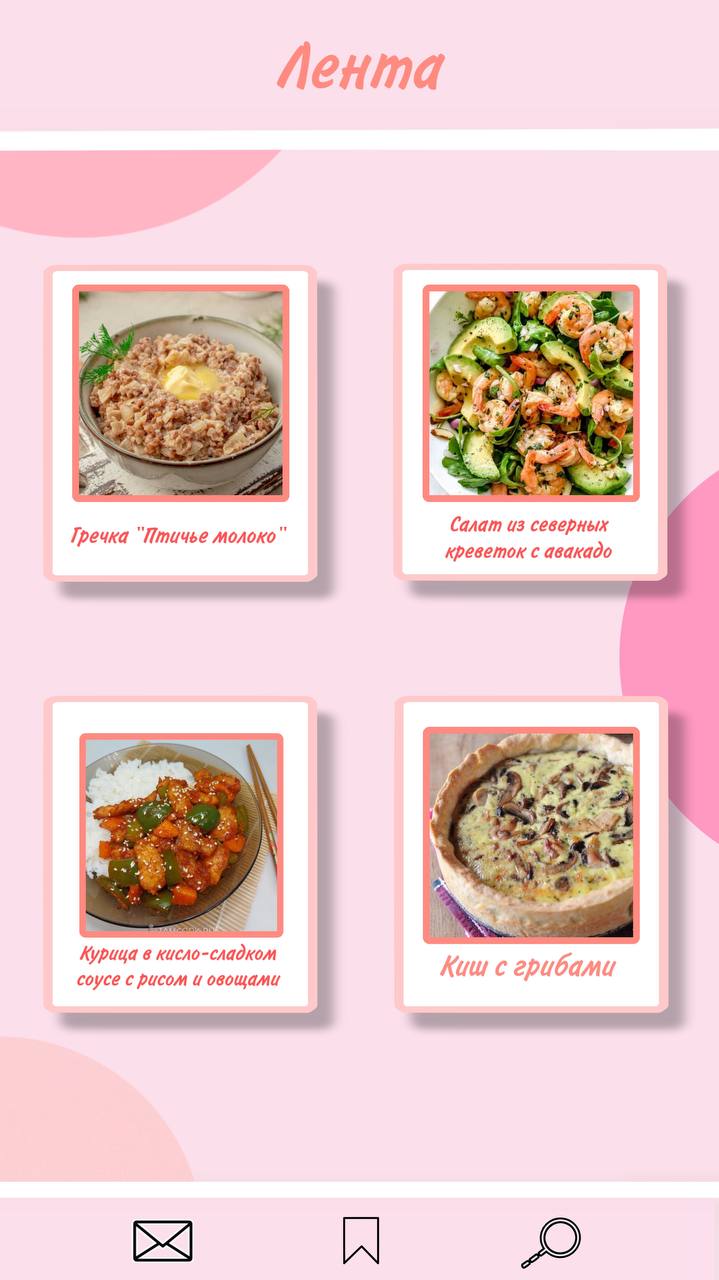 Лента
Гречка "Птичье молоко"
Салат из северных
креветок с авакадо
Курица в кисло-сладком
соусе с рисом и овощами
Киш с грибами